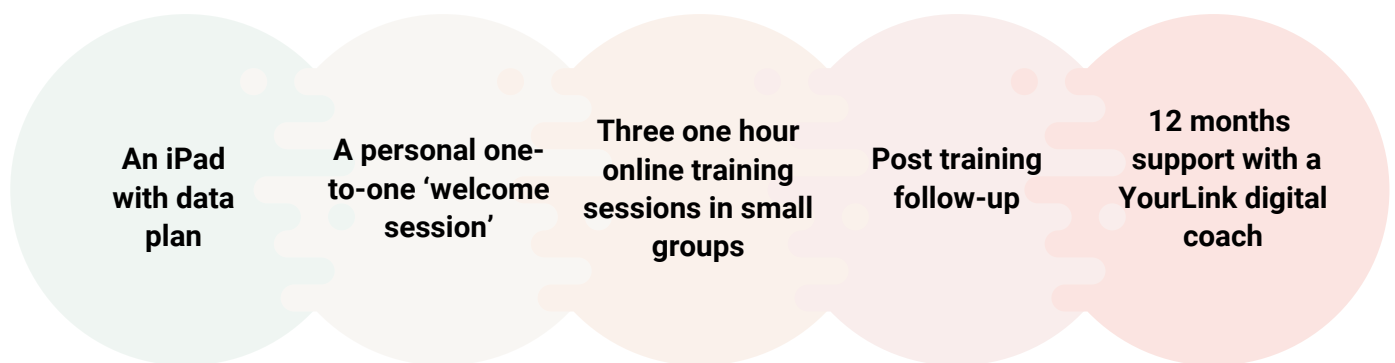 An iPad
with data
plan
A personal one-
to-one ‘welcome
session’
Three one hour
online training
sessions in small
groups
Post training
follow-up
12 months
support with a
YourLink digital
coach